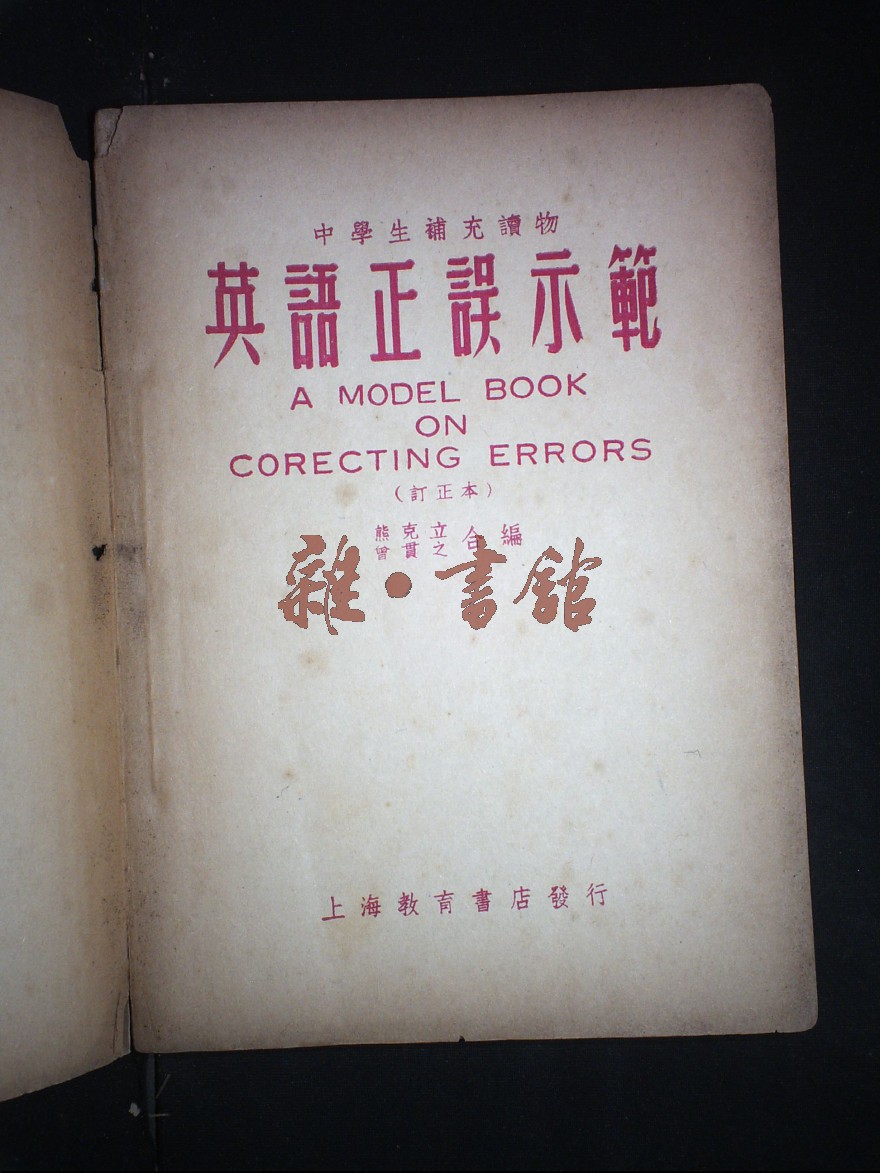 中學生補充讀物
英語正誤示範
A MODEL BOOK
ON
CORECTING ERRORS
(訂正本)
熊克立
曾貫之 合編
雜·書館
上海教育書店發行